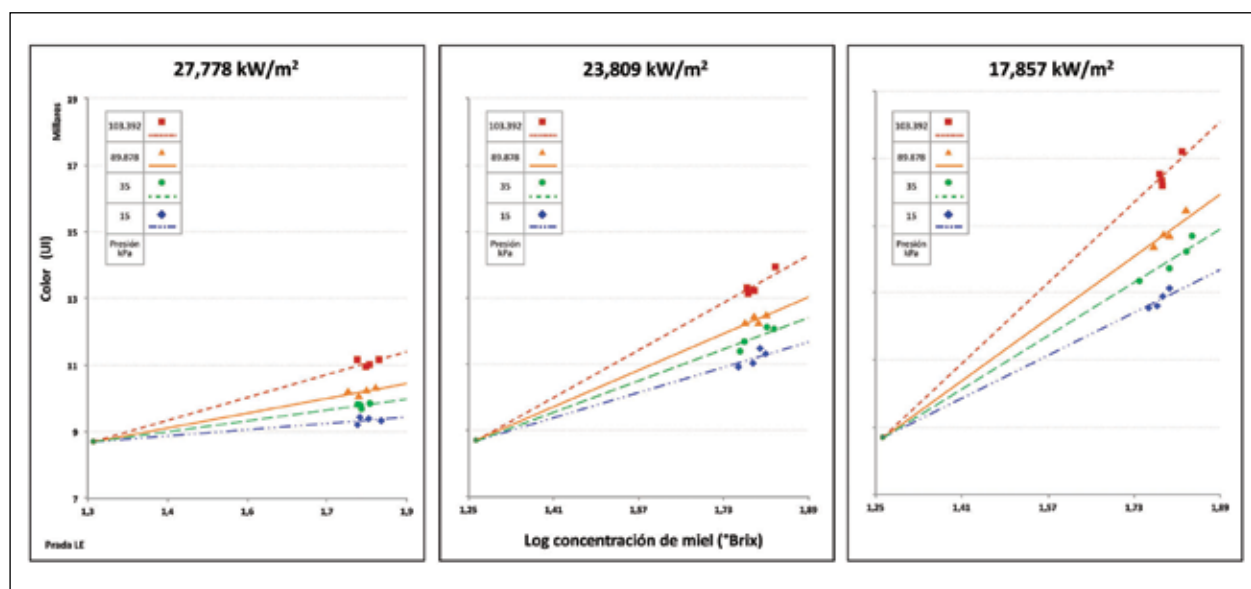 27,778 kW/m²
23,809 kW/m²
17,857 kW/m²
Millares
Color (UI)
19
17
15
13
11
9
7
103.392
89.878
35
15
Presión
kPa
1,3
1,4
1,6
1,7
1,9
103.392
89.878
35
15
Presión
kPa
1,25
1,41
1,57
1,73
1,89
103.392
89.878
35
15
Presión
kPa
1,25
1,41
1,57
1,73
1,89
Prada LE
Log concentración de miel (°Brix)